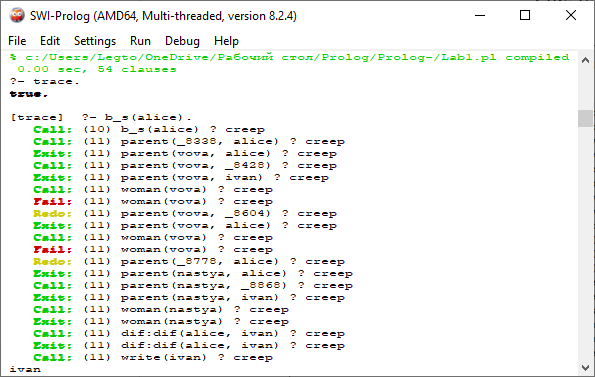 SWI-Prolog (AMD64, Multi-threaded, version 8.2.4)
File Edit Settings Run Debug Help
% c:/Users/Legto/OneDrive/Рабочий стол/Prolog/Prolog-/Lab1.pl compiled
0.00 sec, 54 clauses
?- trace.
true.
[trace] ?- b_s(alice).
Call: (10) b_s(alice) ? creep
Call: (11) parent(_8338, alice) ? creep
Exit: (11) parent(vova, alice) ? creep
Call: (11) parent(vova, _8428) ? creep
Exit: (11) parent(vova, ivan) ? creep
Call: (11) woman(vova) ? creep
Fail: (11) woman(vova) ? creep
Redo: (11) parent(vova, _8604) ? creep
Exit: (11) parent(vova, alice) ? creep
Call: (11) woman(vova) ? creep
Fail: (11) woman(vova) ? creep
Redo: (11) parent(_8778, alice) ? creep
Exit: (11) parent(nastya, alice) ? creep
Call: (11) parent(nastya, _8868) ? creep
Exit: (11) parent(nastya, ivan) ? creep
Call: (11) woman(nastya) ? creep
Exit: (11) woman(nastya) ? creep
Call: (11) dif:dif(alice, ivan) ? creep
Exit: (11) dif:dif(alice, ivan) ? creep
Call: (11) write(ivan) ? creep
ivan